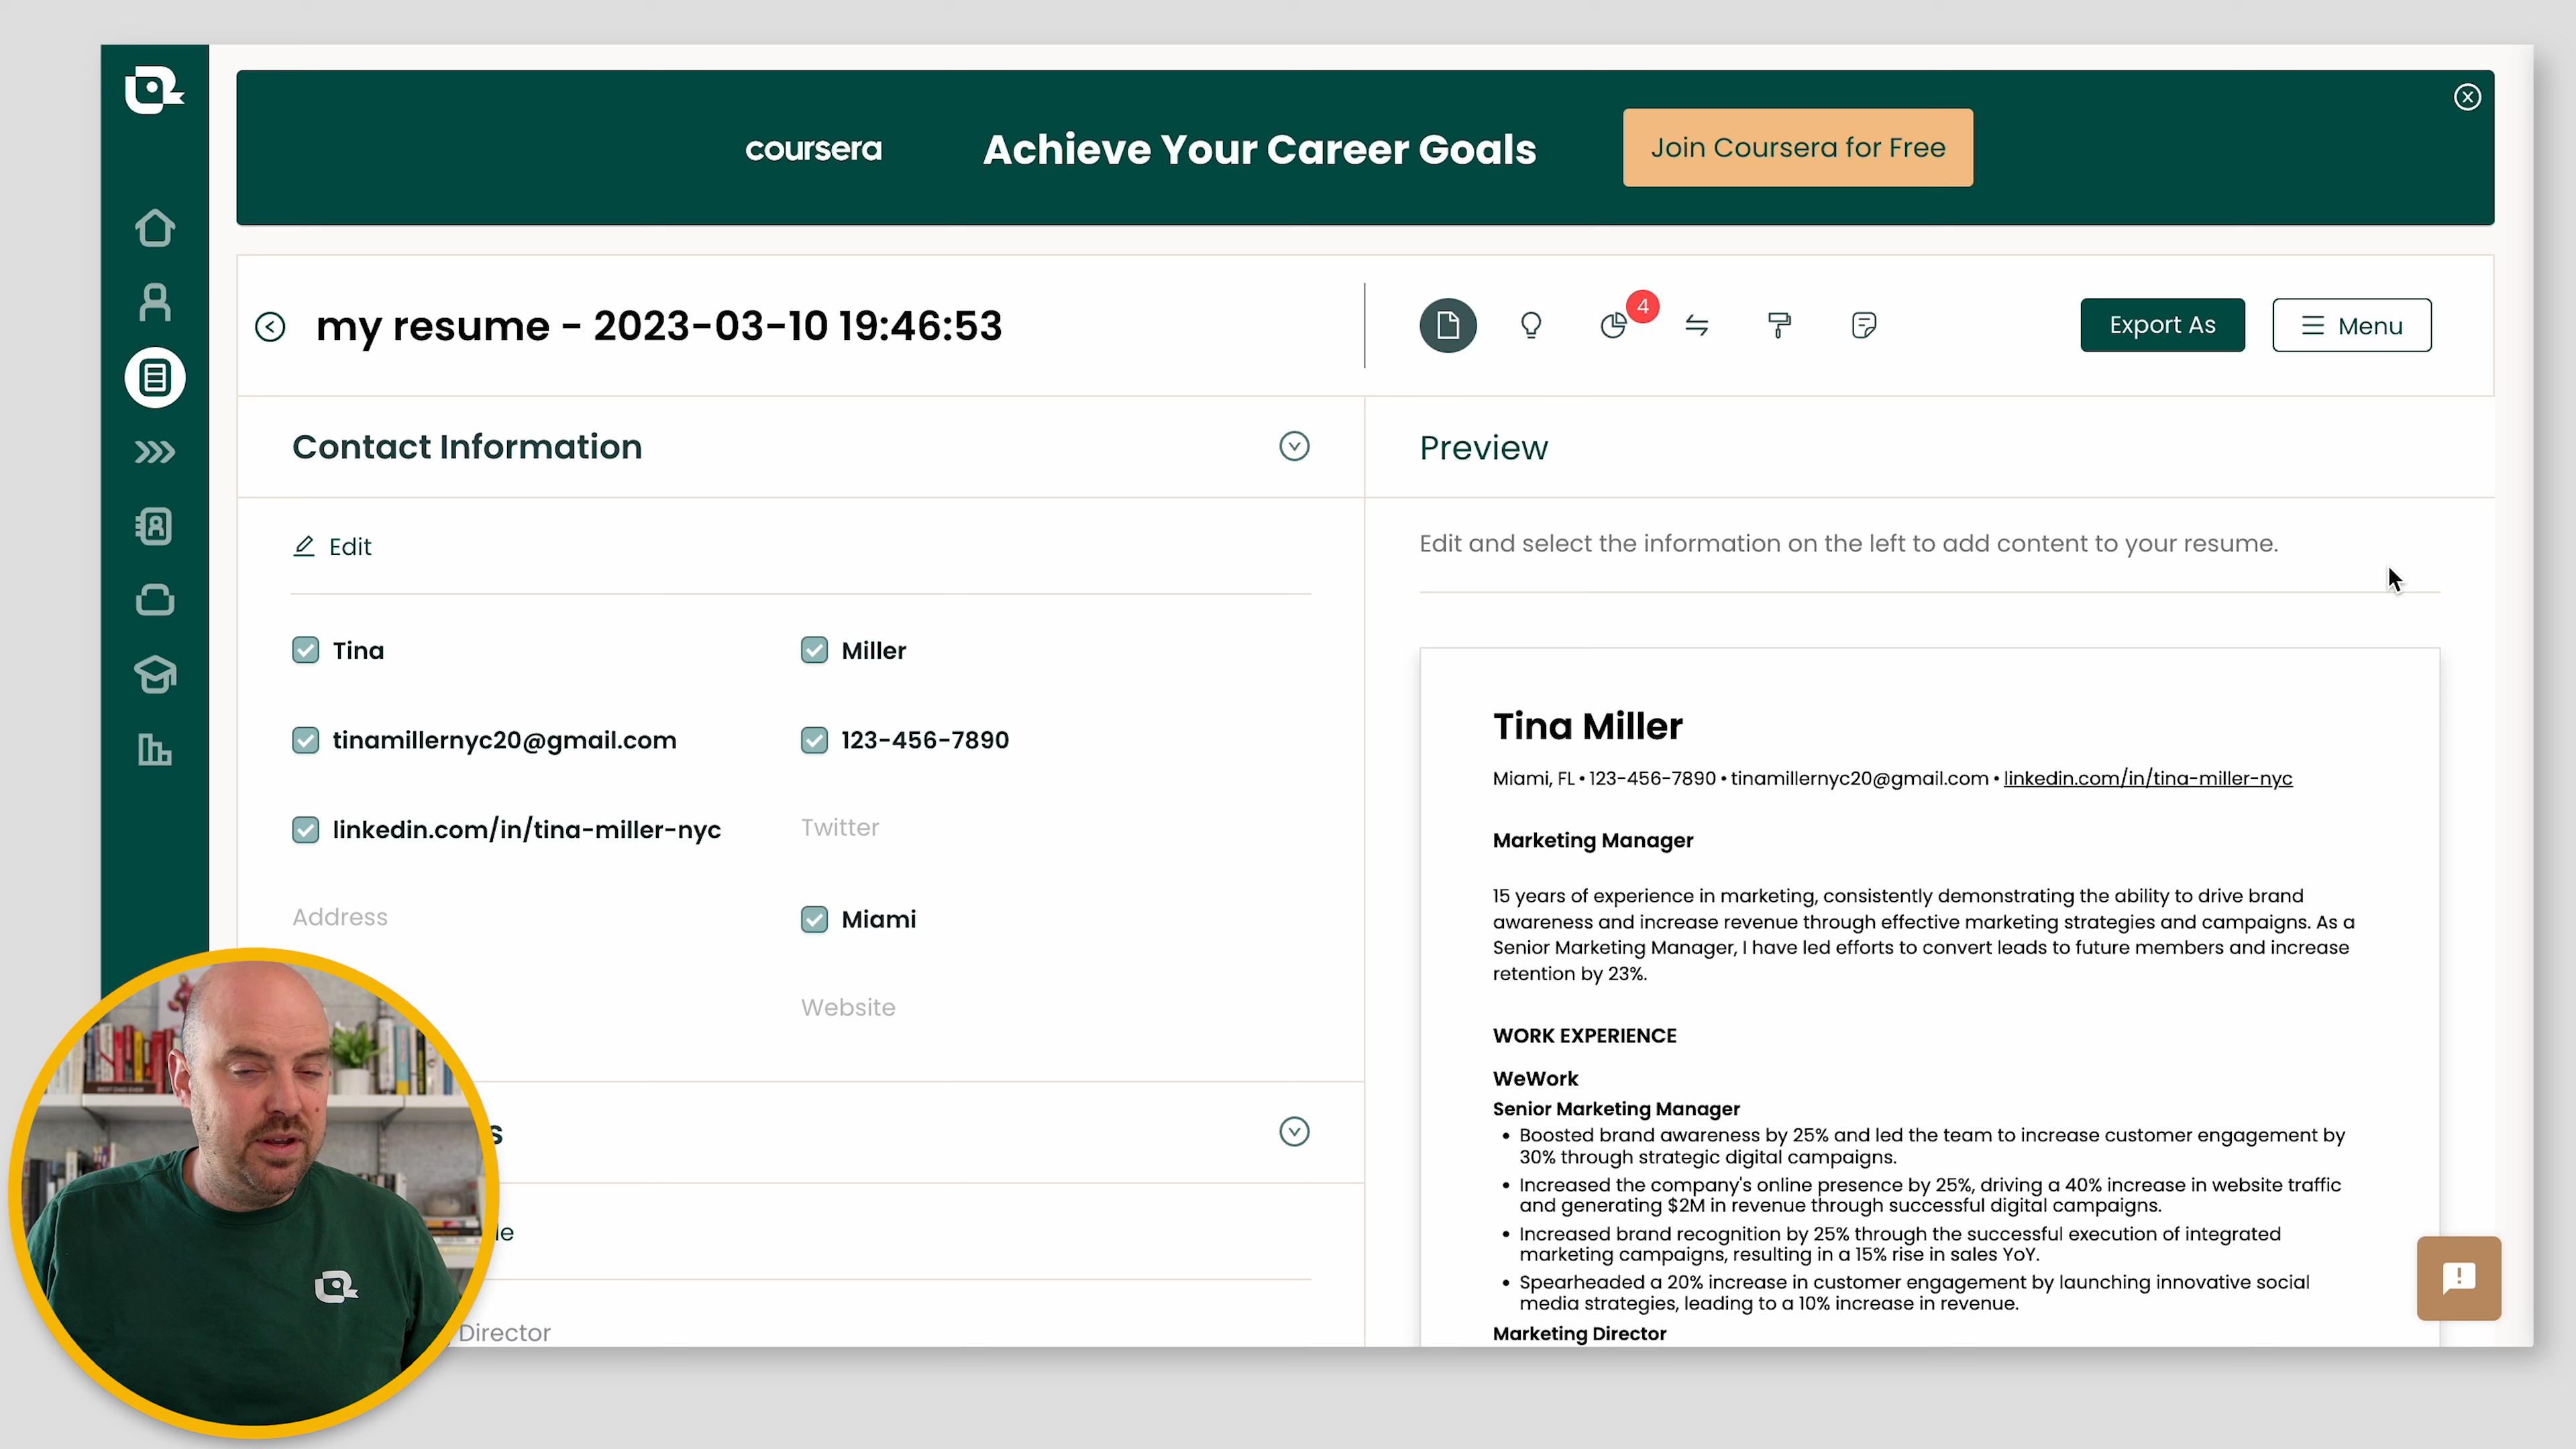 coursera
Achieve Your Career Goals
Join Coursera for Free
my resume - 2023-03-10 19:46:53
4
Export As
Menu
Contact Information
Edit
Tina
Miller
tinamillernyc20@gmail.com
123-456-7890
linkedin.com/in/tina-miller-nyc
Twitter
Address
Miami
Website
s
le
Director
Preview
Edit and select the information on the left to add content to your resume.
Tina Miller
Miami, FL • 123-456-7890 • tinamillernyc20@gmail.com • linkedin.com/in/tina-miller-nyc
Marketing Manager
15 years of experience in marketing, consistently demonstrating the ability to drive brand
awareness and increase revenue through effective marketing strategies and campaigns. As a
Senior Marketing Manager, I have led efforts to convert leads to future members and increase
retention by 23%.
WORK EXPERIENCE
WeWork
Senior Marketing Manager
• Boosted brand awareness by 25% and led the team to increase customer engagement by
30% through strategic digital campaigns.
• Increased the company's online presence by 25%, driving a 40% increase in website traffic
and generating $2M in revenue through successful digital campaigns.
• Increased brand recognition by 25% through the successful execution of integrated
marketing campaigns, resulting in a 15% rise in sales YoY.
• Spearheaded a 20% increase in customer engagement by launching innovative social
media strategies, leading to a 10% increase in revenue.
Marketing Director